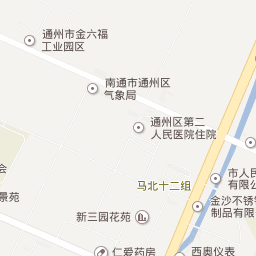 通州市金六福
工业园区
南通市通州区
气象局
通州区第二
人民医院住院
会
景苑
马北十二组
市人民
有限公
新三园花苑
金沙不锈
制品有限
仁爱药房
西奥仪表